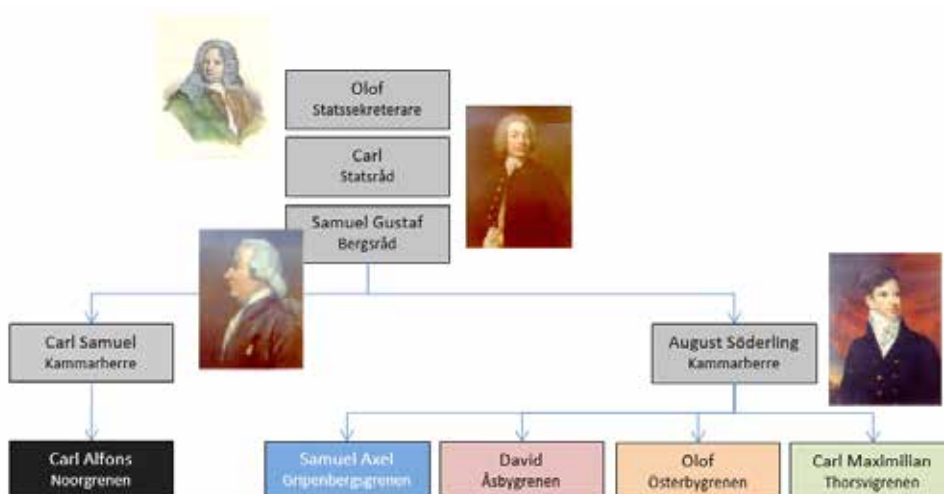 Olof
Statssekreterare
Carl
Statsråd
Samuel Gustaf
Bergsråd
Carl Samuel
Kammarherre
August Söderling
Kammarherre
Carl Alfons
Noorgrenen
Samuel Axel
Gripenbergsgrenen
David
Åsbygrenen
Olof
Österbygrenen
Carl Maximilian
Thorsvigrenen